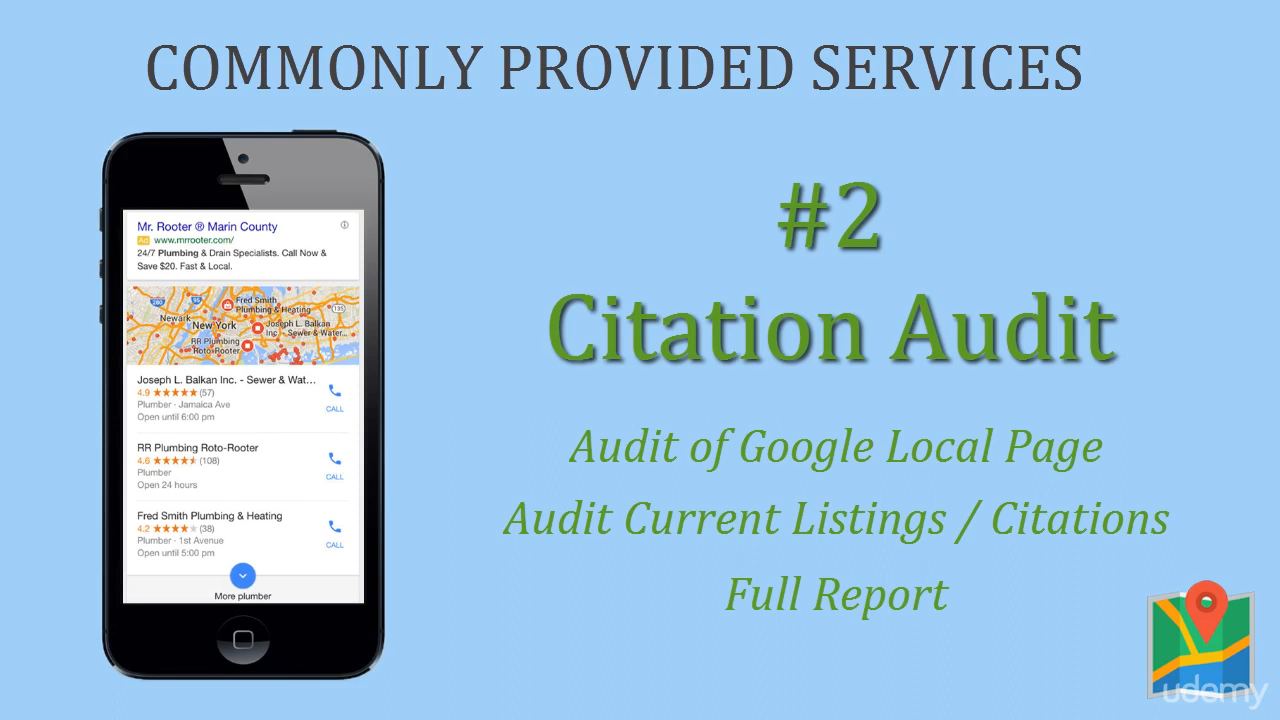 COMMONLY PROVIDED SERVICES
Mr. Rooter ® Marin County
Ad www.mrrooter.com/
24/7 Plumbing & Drain Specialists. Call Now &
Save $20. Fast & Local.
280
95
Fred Smith
Plumbing & Heating
135
Newark
New York
Joseph L. Balkan
Inc. - Sewer & Water...
RR Plumbing
Roto-Rooter
Joseph L. Balkan Inc. - Sewer & Wat...
4.9 ★★★★★ (57)
Plumber · Jamaica Ave
Open until 6:00 pm
CALL
RR Plumbing Roto-Rooter
4.6 ★★★★★ (108)
Plumber
Open 24 hours
CALL
Fred Smith Plumbing & Heating
4.2 ★★★★★ (38)
Plumber · 1st Avenue
Open until 5:00 pm
CALL
More plumber
#2
Citation Audit
Audit of Google Local Page
Audit Current Listings / Citations
Full Report
udemy